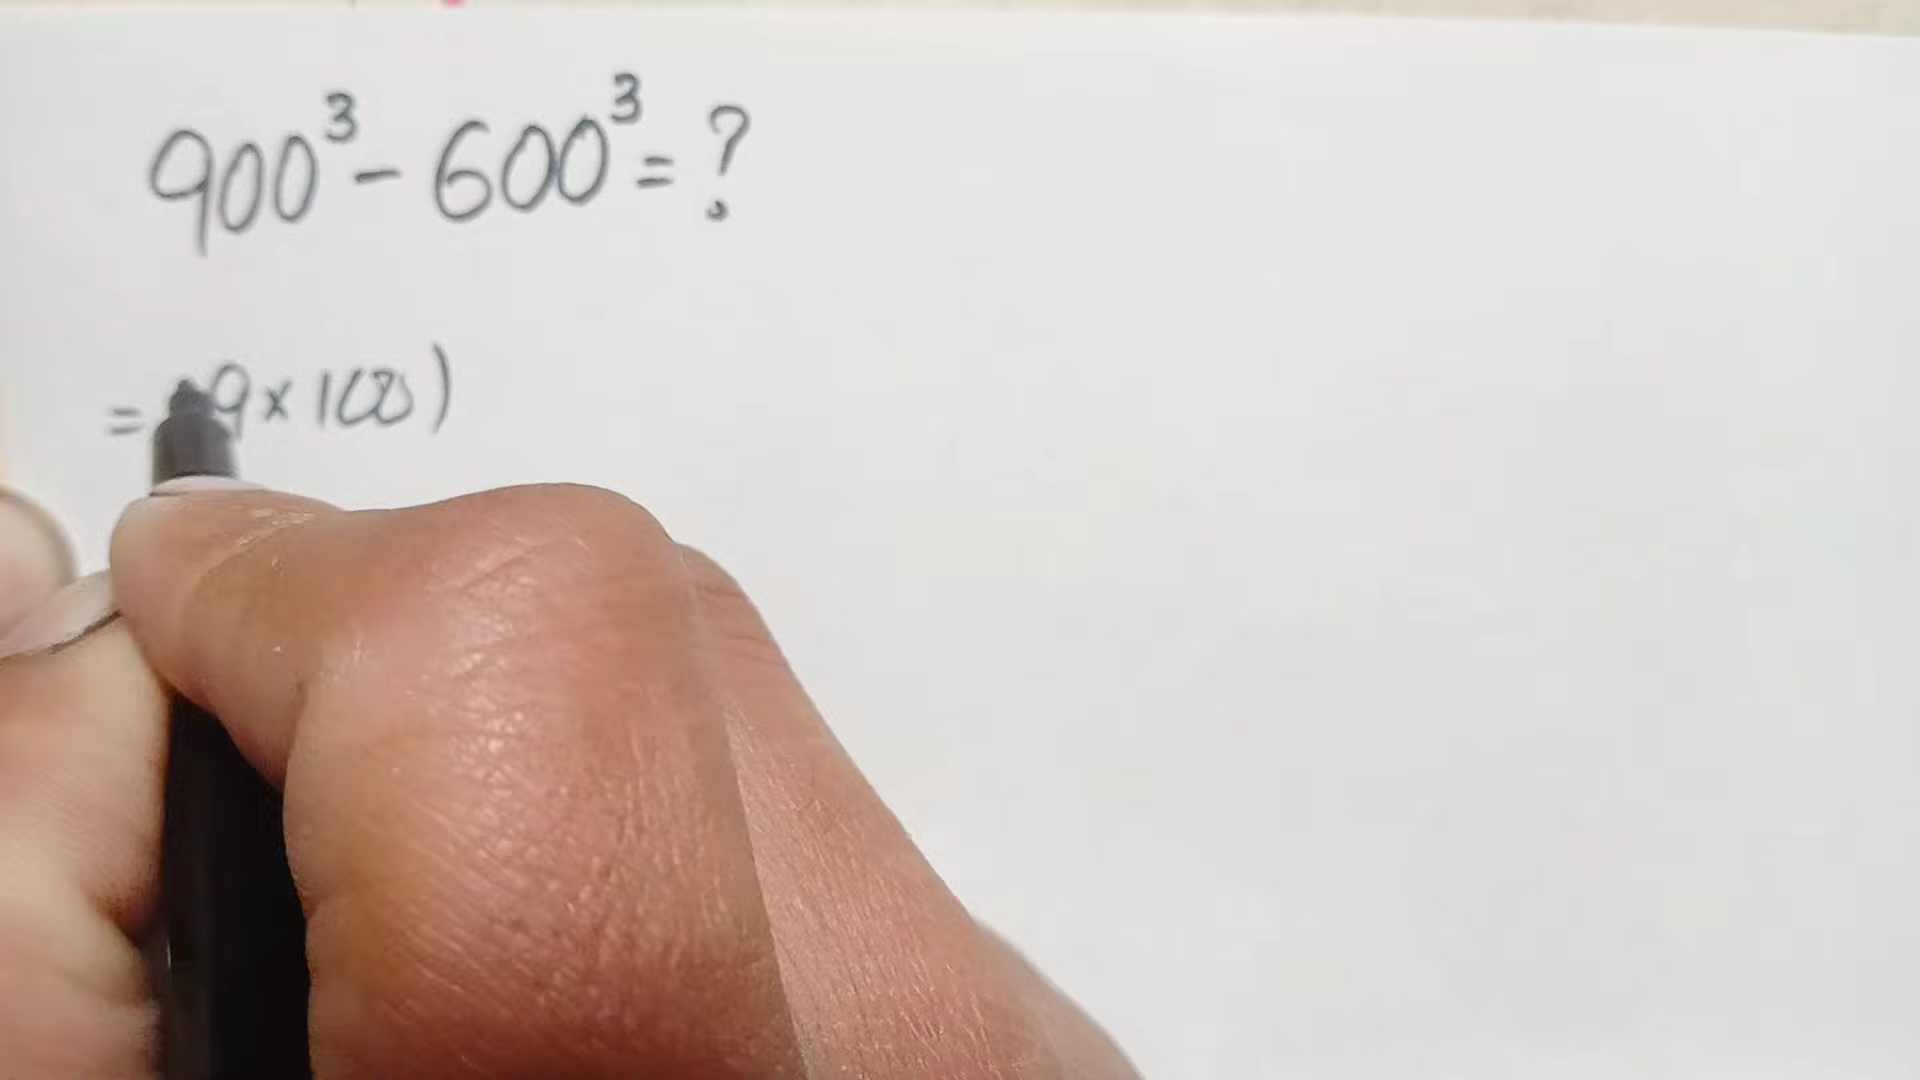 900³ - 600³ = ?
= (9 × 100)